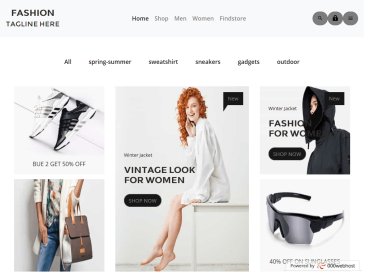 FASHION
TAGLINE HERE
Home Shop Men Women Findstore
All spring-summer sweatshirt sneakers gadgets outdoor
BUE 2 GET 50% OFF
New
Winter jacket
VINTAGE LOOK
FOR WOMEN
SHOP NOW
New
Winter jacket
FASHION
FOR WOME
SHOP NOW
40% OFF ON SUNGLASSES
Powered by 000webhost